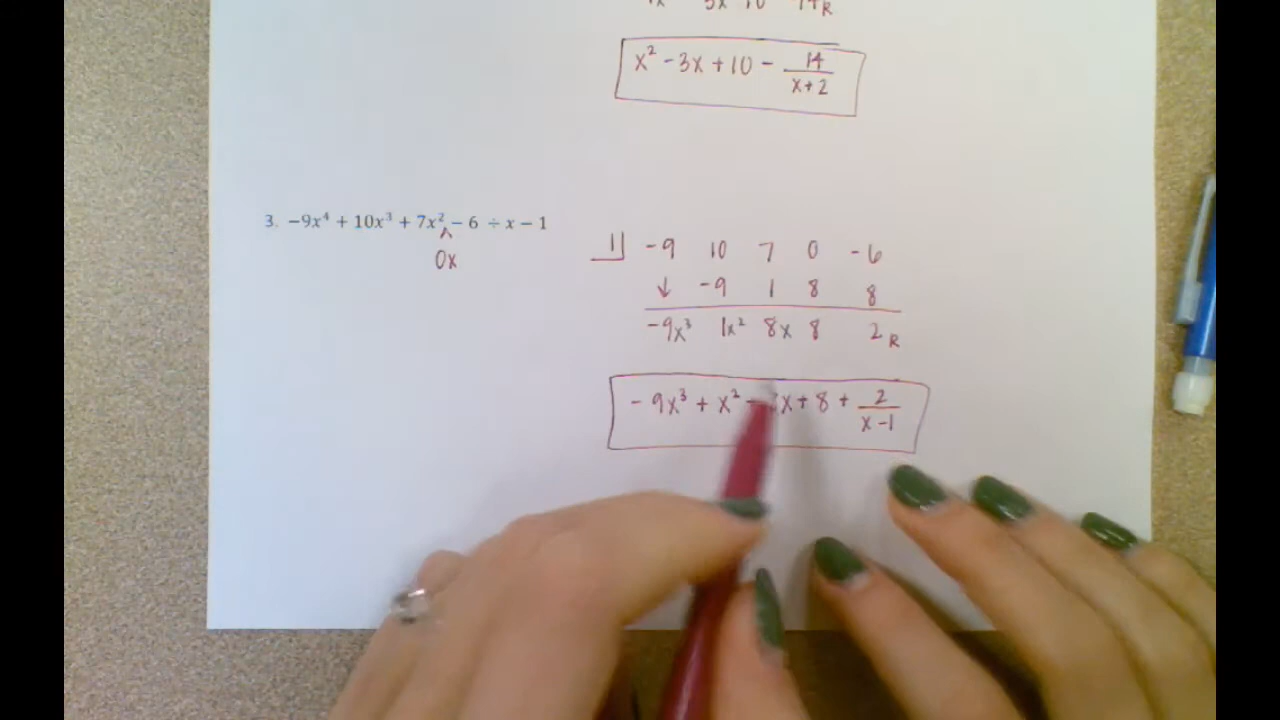 x² - 3x + 10 - 14/(x+2)
3. −9x⁴ + 10x³ + 7x² − 6 ÷ x − 1
0x
1 -9 10 7 0 -6
↓ -9 1 8 8
-9x³ 1x² 8x 8 2 R
- 9x³ + x² x + 8 + 2/(x-1)